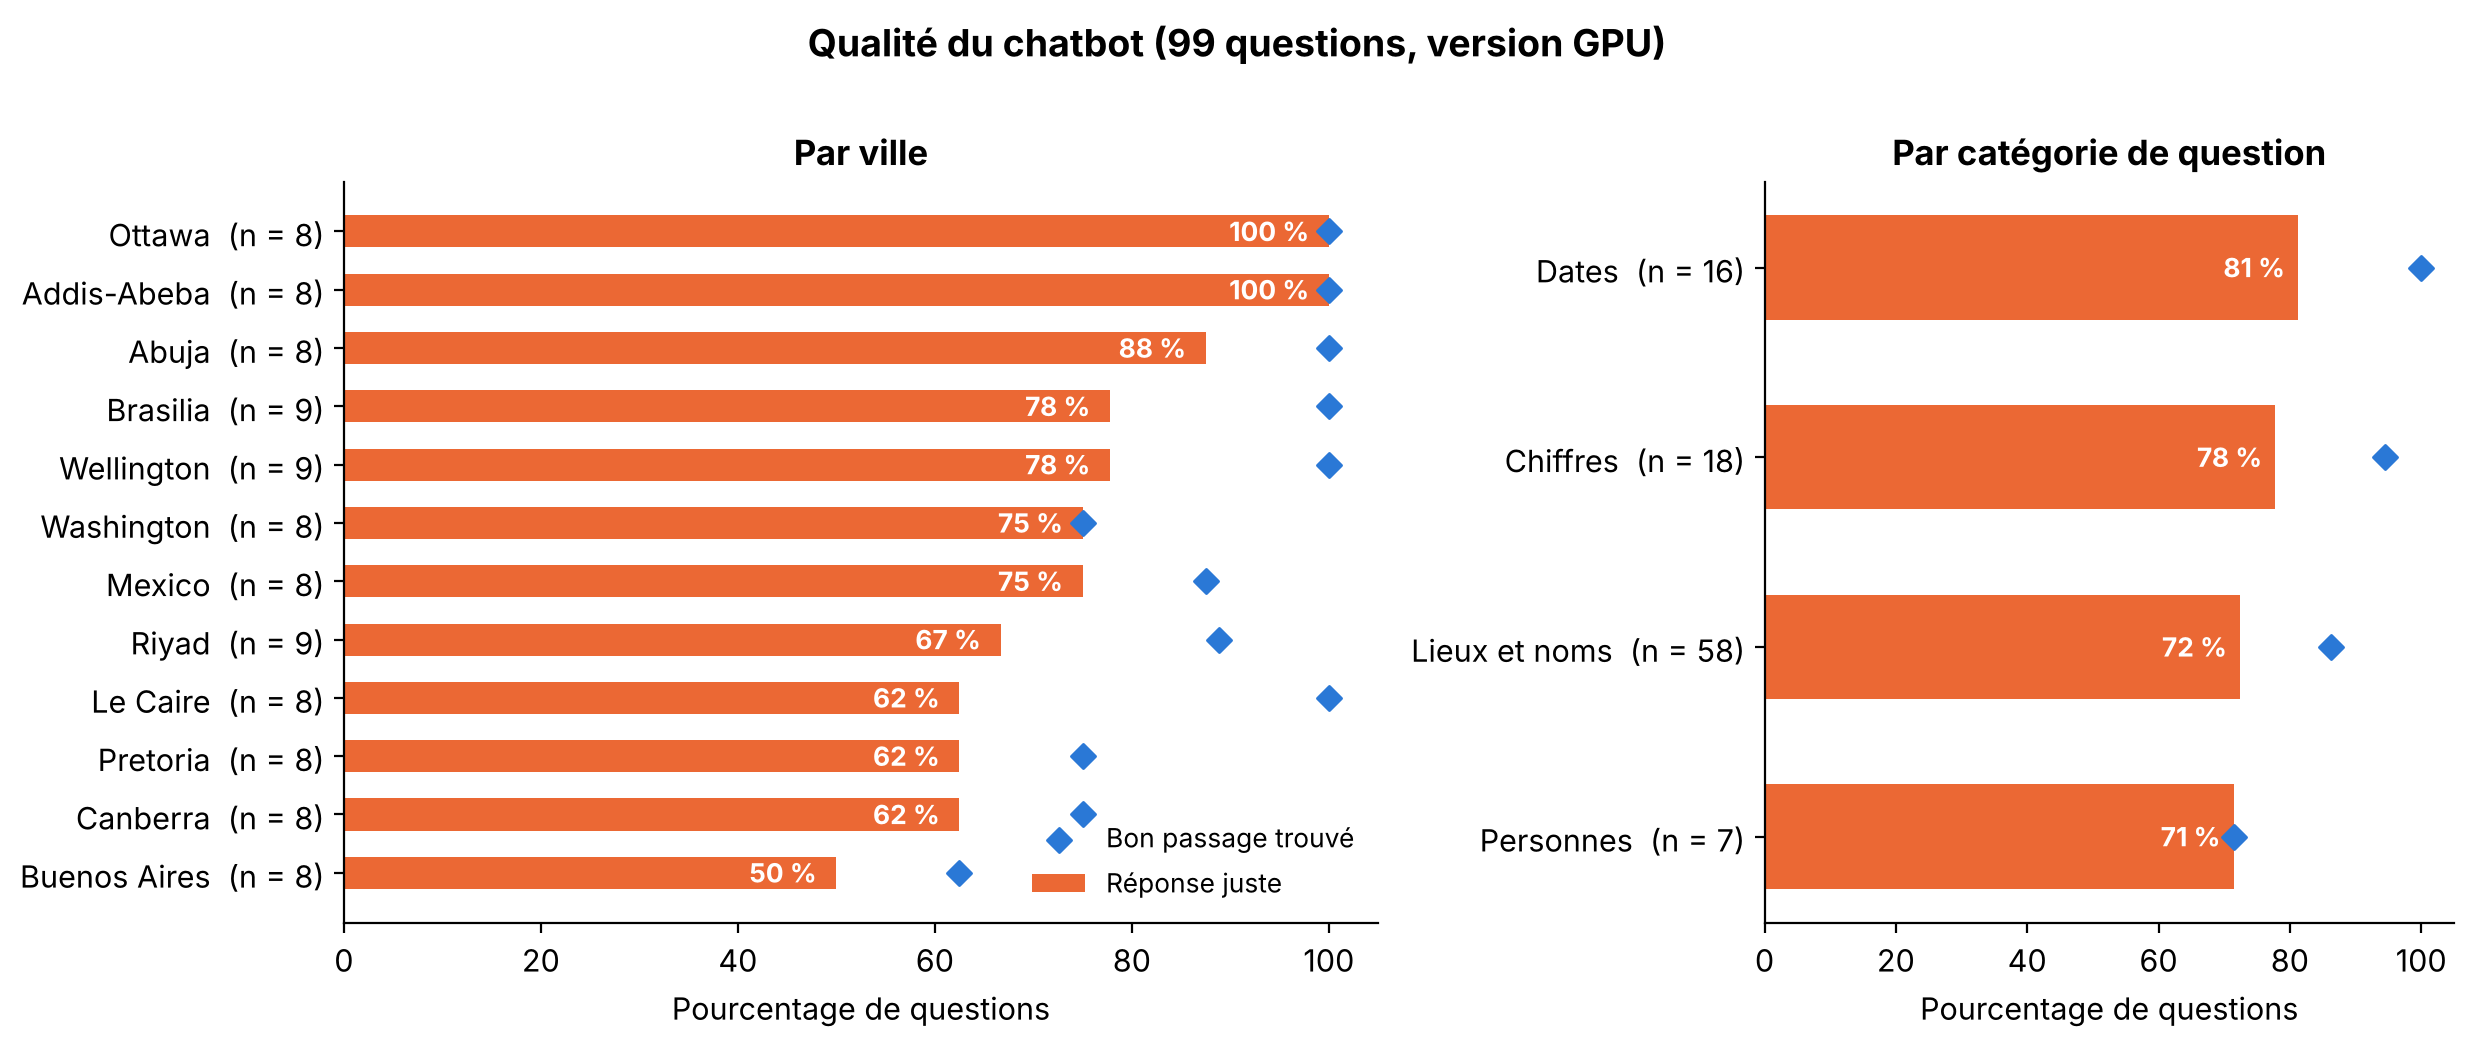 Qualité du chatbot (99 questions, version GPU)
Par ville
Ottawa (n = 8)
100 %
Addis-Abeba (n = 8)
100 %
Abuja (n = 8)
88 %
Brasilia (n = 9)
78 %
Wellington (n = 9)
78 %
Washington (n = 8)
75 %
Mexico (n = 8)
75 %
Riyad (n = 9)
67 %
Le Caire (n = 8)
62 %
Pretoria (n = 8)
62 %
Canberra (n = 8)
62 %
Buenos Aires (n = 8)
50 %
Bon passage trouvé
Réponse juste
0 20 40 60 80 100
Pourcentage de questions
Par catégorie de question
Dates (n = 16)
81 %
Chiffres (n = 18)
78 %
Lieux et noms (n = 58)
72 %
Personnes (n = 7)
71 %
0 20 40 60 80 100
Pourcentage de questions